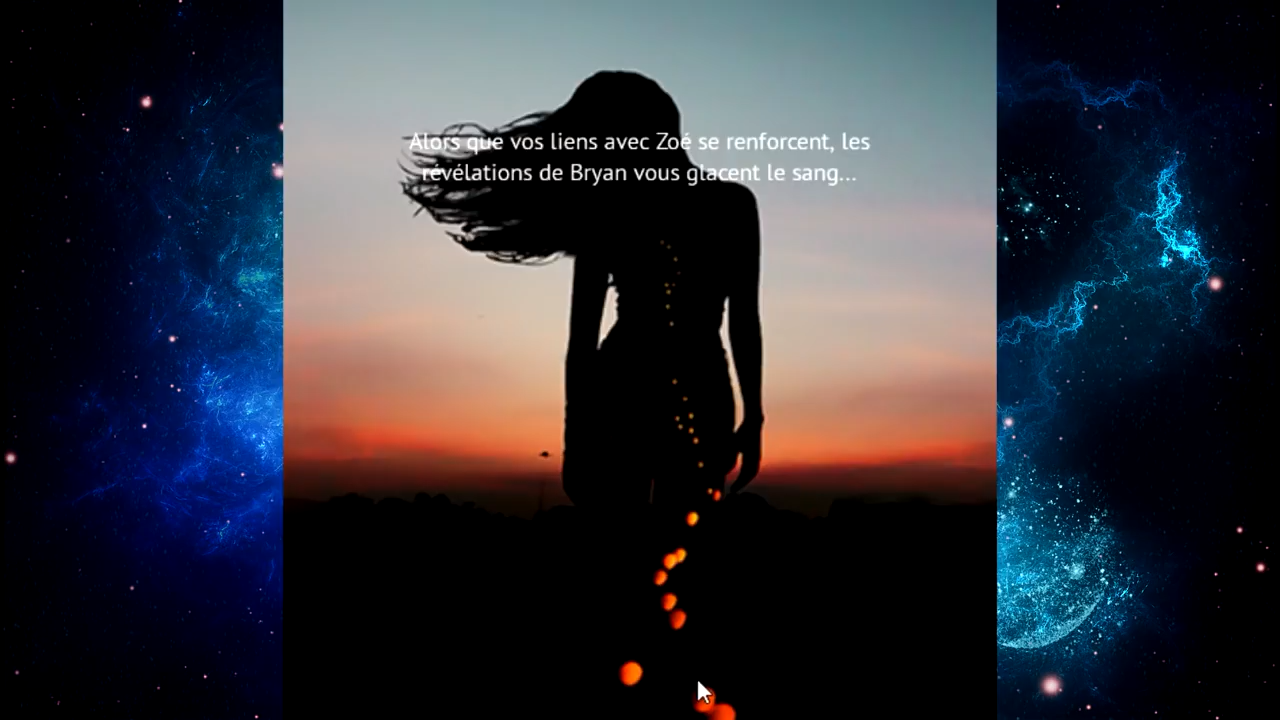 Alors que vos liens avec Zoé se renforcent, les
révélations de Bryan vous glacent le sang...